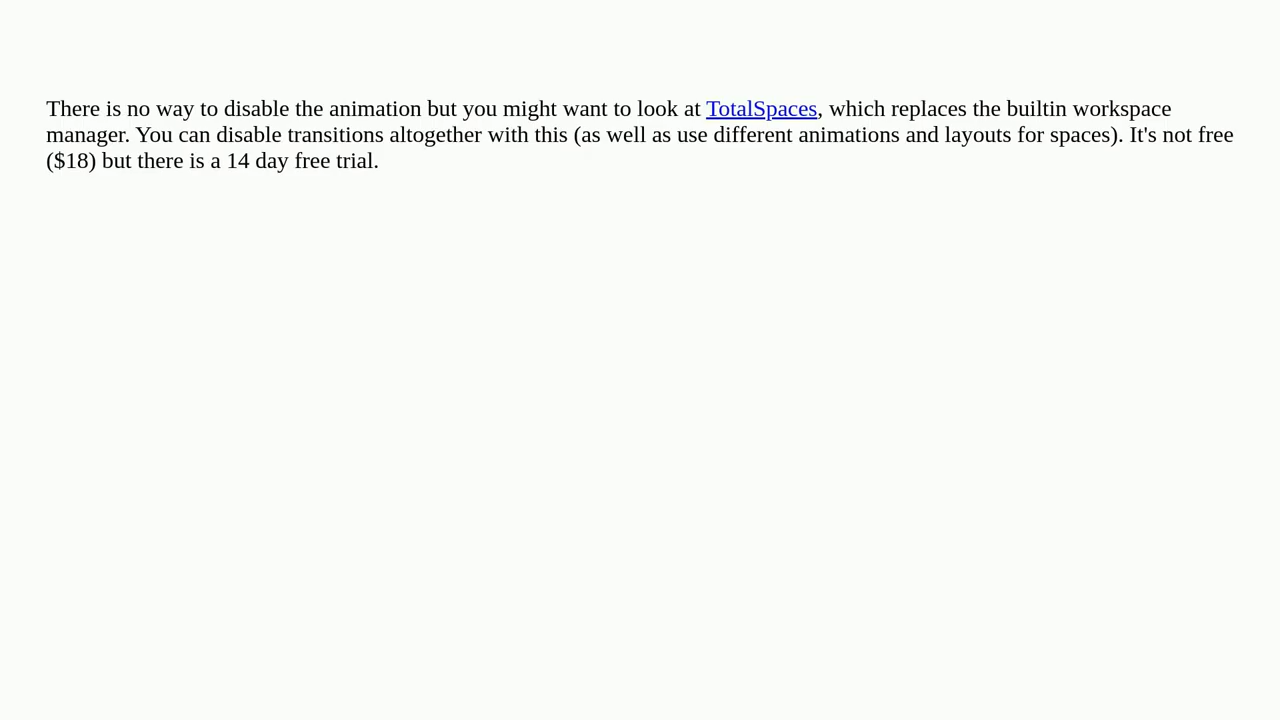 There is no way to disable the animation but you might want to look at TotalSpaces, which replaces the builtin workspace
manager. You can disable transitions altogether with this (as well as use different animations and layouts for spaces). It's not free
($18) but there is a 14 day free trial.